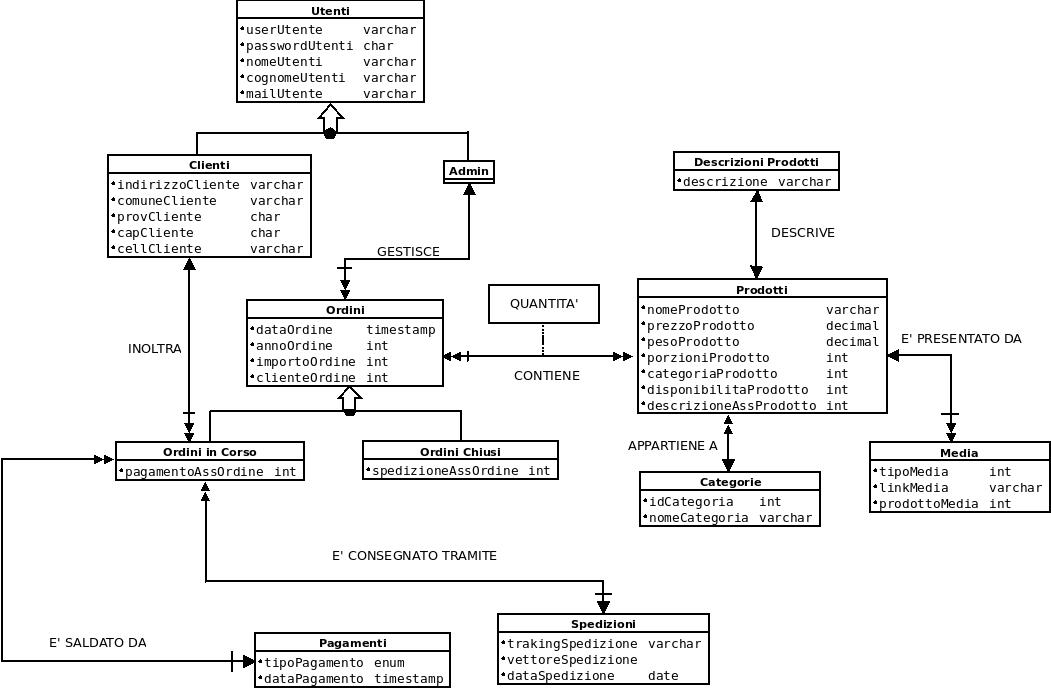 Utenti
userUtente varchar
passwordUtenti char
nomeUtenti varchar
cognomeUtenti varchar
mailUtente varchar
Clienti
indirizzoCliente varchar
comuneCliente varchar
provCliente char
capCliente char
cellCliente varchar
Admin
Descrizioni Prodotti
descrizione varchar
DESCRIVE
GESTISCE
INOLTRA
Ordini
dataOrdine timestamp
annoOrdine int
importoOrdine int
clienteOrdine int
QUANTITA'
CONTIENE
Prodotti
nomeProdotto varchar
prezzoProdotto decimal
pesoProdotto decimal
porzioniProdotto int
categoriaProdotto int
disponibilitaProdotto int
descrizioneAssProdotto int
E' PRESENTATO DA
APPARTIENE A
Ordini in Corso
pagamentoAssOrdine int
Ordini Chiusi
spedizioneAssOrdine int
Categorie
idCategoria int
nomeCategoria varchar
Media
tipoMedia int
linkMedia varchar
prodottoMedia int
E' CONSEGNATO TRAMITE
E' SALDATO DA
Pagamenti
tipoPagamento enum
dataPagamento timestamp
Spedizioni
trakingSpedizione varchar
vettoreSpedizione
dataSpedizione date